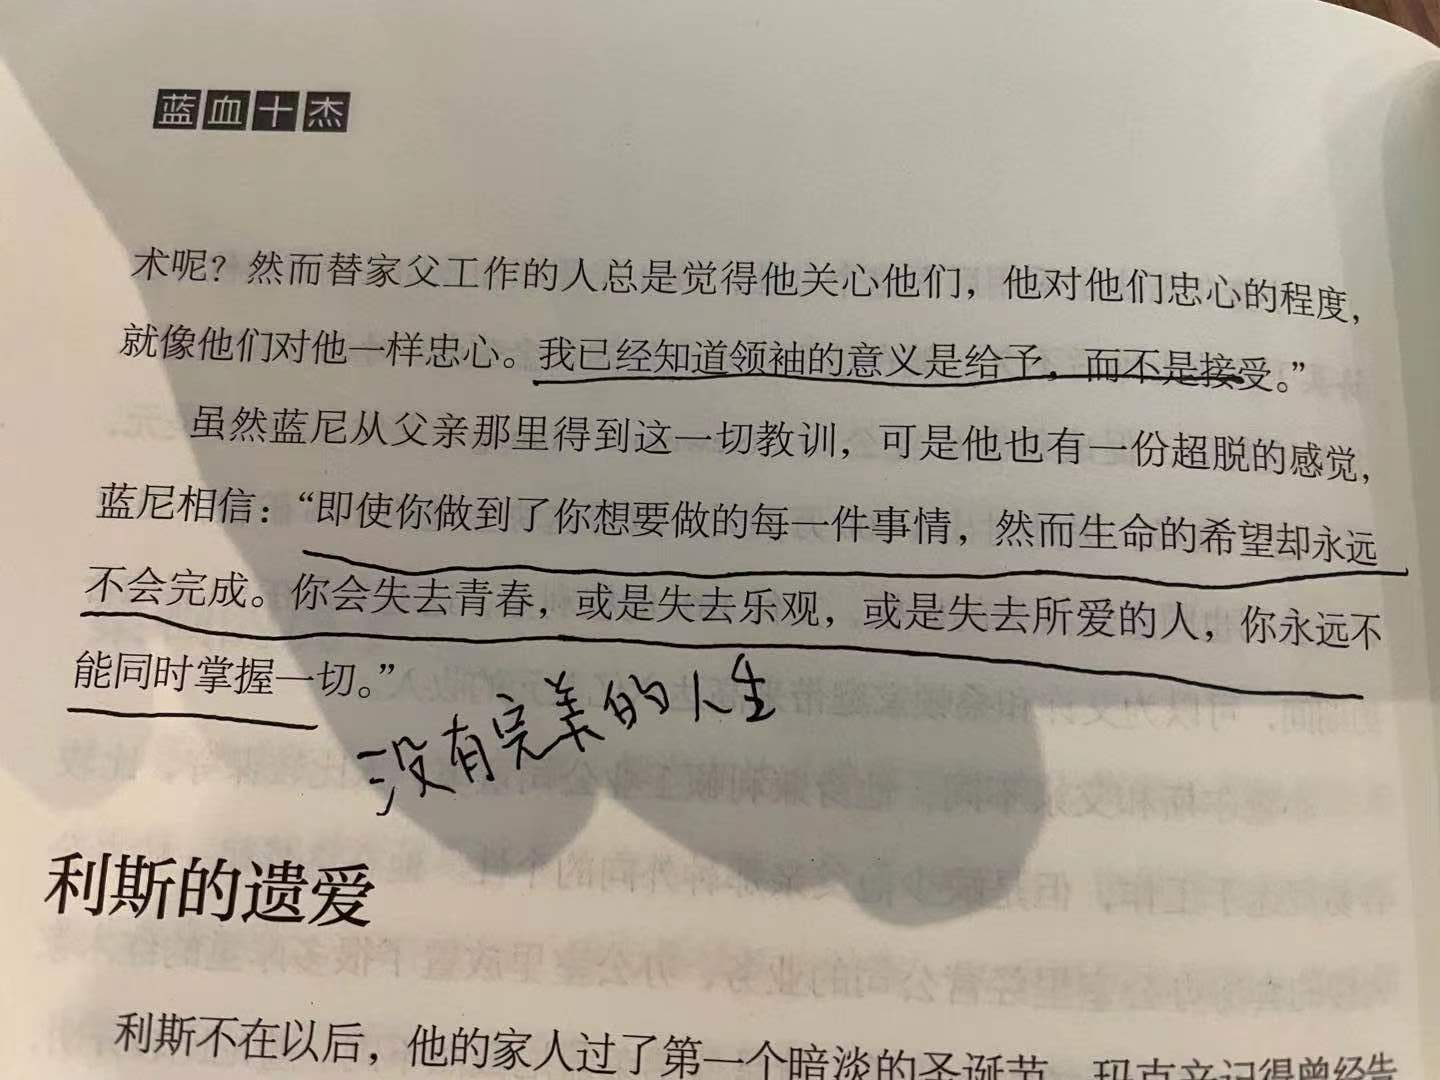 蓝血十杰
术呢？然而替家父工作的人总是觉得他关心他们，他对他们忠心的程度，
就像他们对他一样忠心。我已经知道领袖的意义是给予，而不是接受。”
虽然蓝尼从父亲那里得到这一切教训，可是他也有一份超脱的感觉，
蓝尼相信：“即使你做到了你想要做的每一件事情，然而生命的希望却永远
不会完成。你会失去青春，或是失去乐观，或是失去所爱的人，你永远不
能同时掌握一切。”
没有完美的人生
利斯的遗爱
利斯不在以后，他的家人过了第一个暗淡的圣诞节。玛克辛记得曾经告